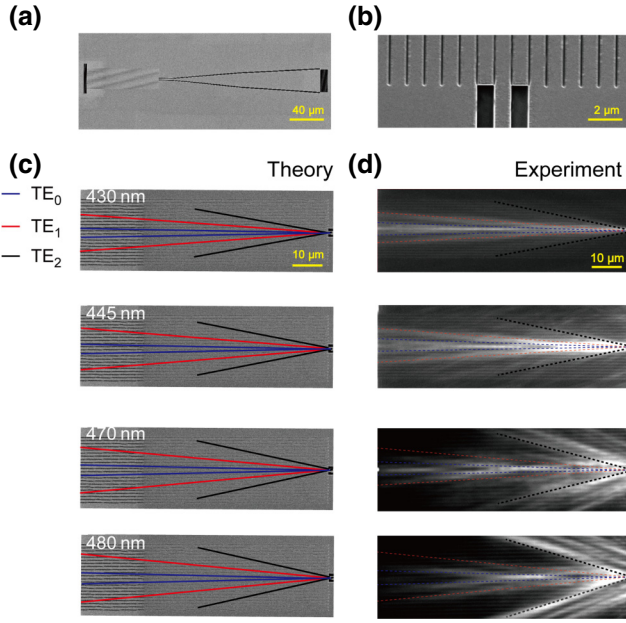 (a)
40 µm
(b)
2 µm
(c)
Theory
(d)
Experiment
TE0
TE1
TE2
430 nm
10 µm
10 µm
445 nm
470 nm
480 nm